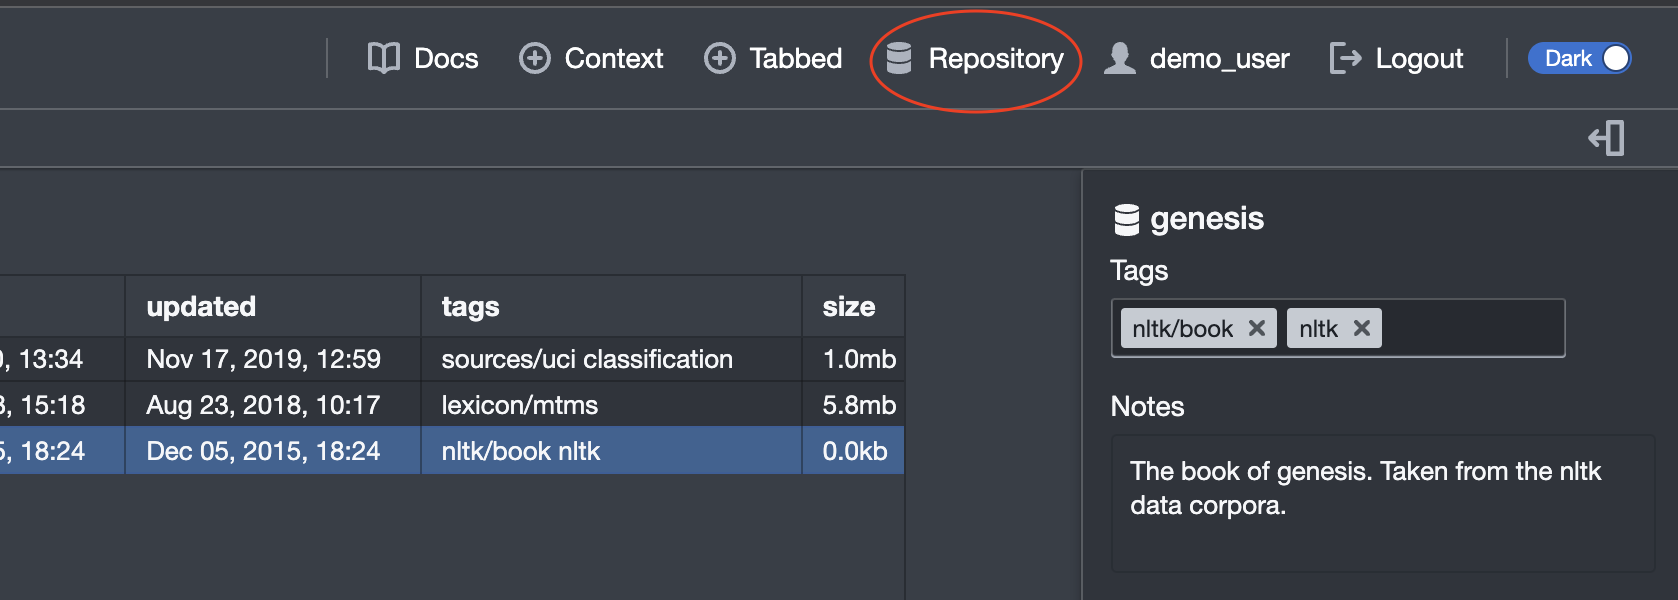 Docs Context Tabbed Repository demo_user Logout Dark
genesis
Tags
nltk/book nltk
Notes
The book of genesis. Taken from the nltk
data corpora.
updated tags size
, 13:34 Nov 17, 2019, 12:59 sources/uci classification 1.0mb
, 15:18 Aug 23, 2018, 10:17 lexicon/mtms 5.8mb
, 18:24 Dec 05, 2015, 18:24 nltk/book nltk 0.0kb